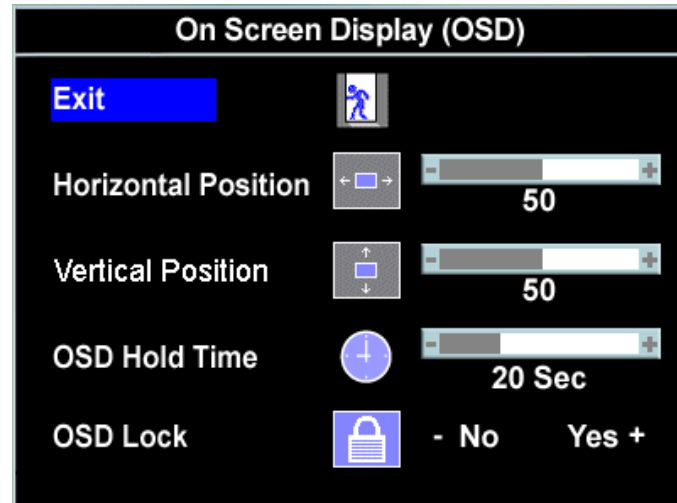 On Screen Display (OSD)
Exit
Horizontal Position - +
50
Vertical Position - +
50
OSD Hold Time - +
20 Sec
OSD Lock - No Yes +